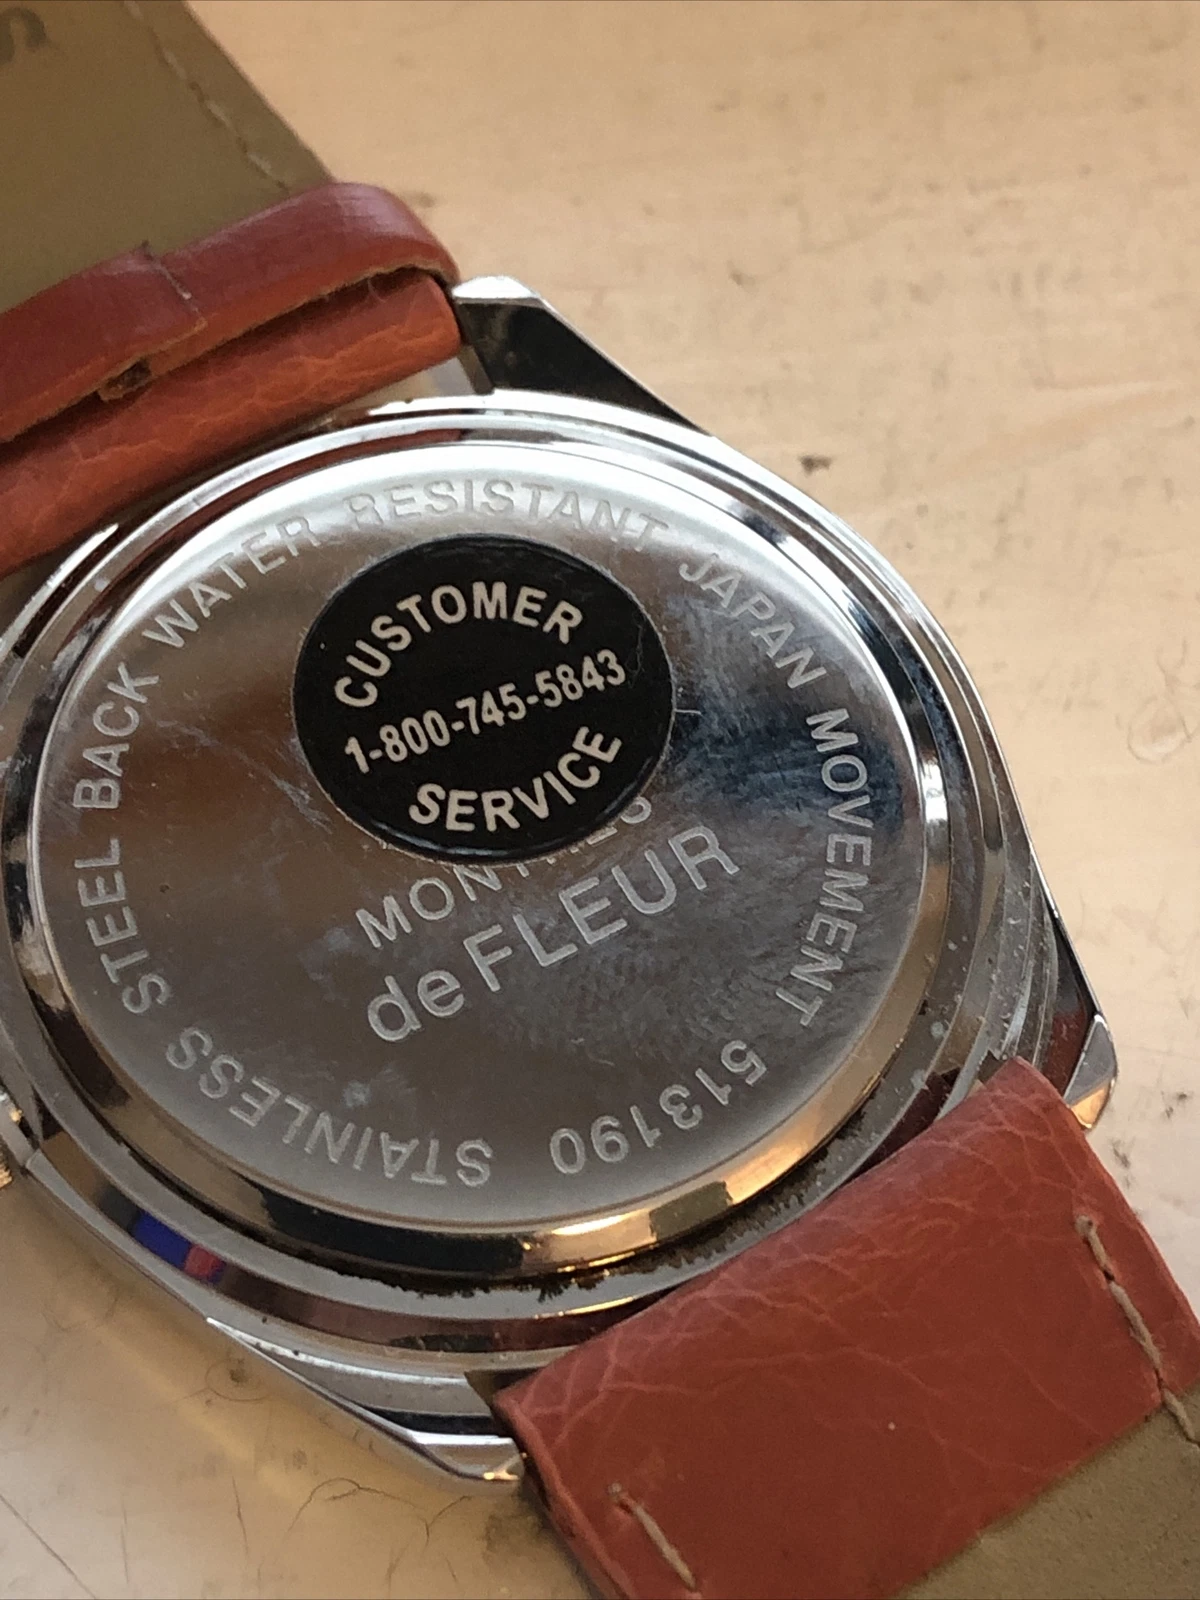 CUSTOMER
1-800-745-5843
SERVICE
de FLEUR
STAINLESS STEEL BACK WATER RESISTANT JAPAN MOVEMENT 513190